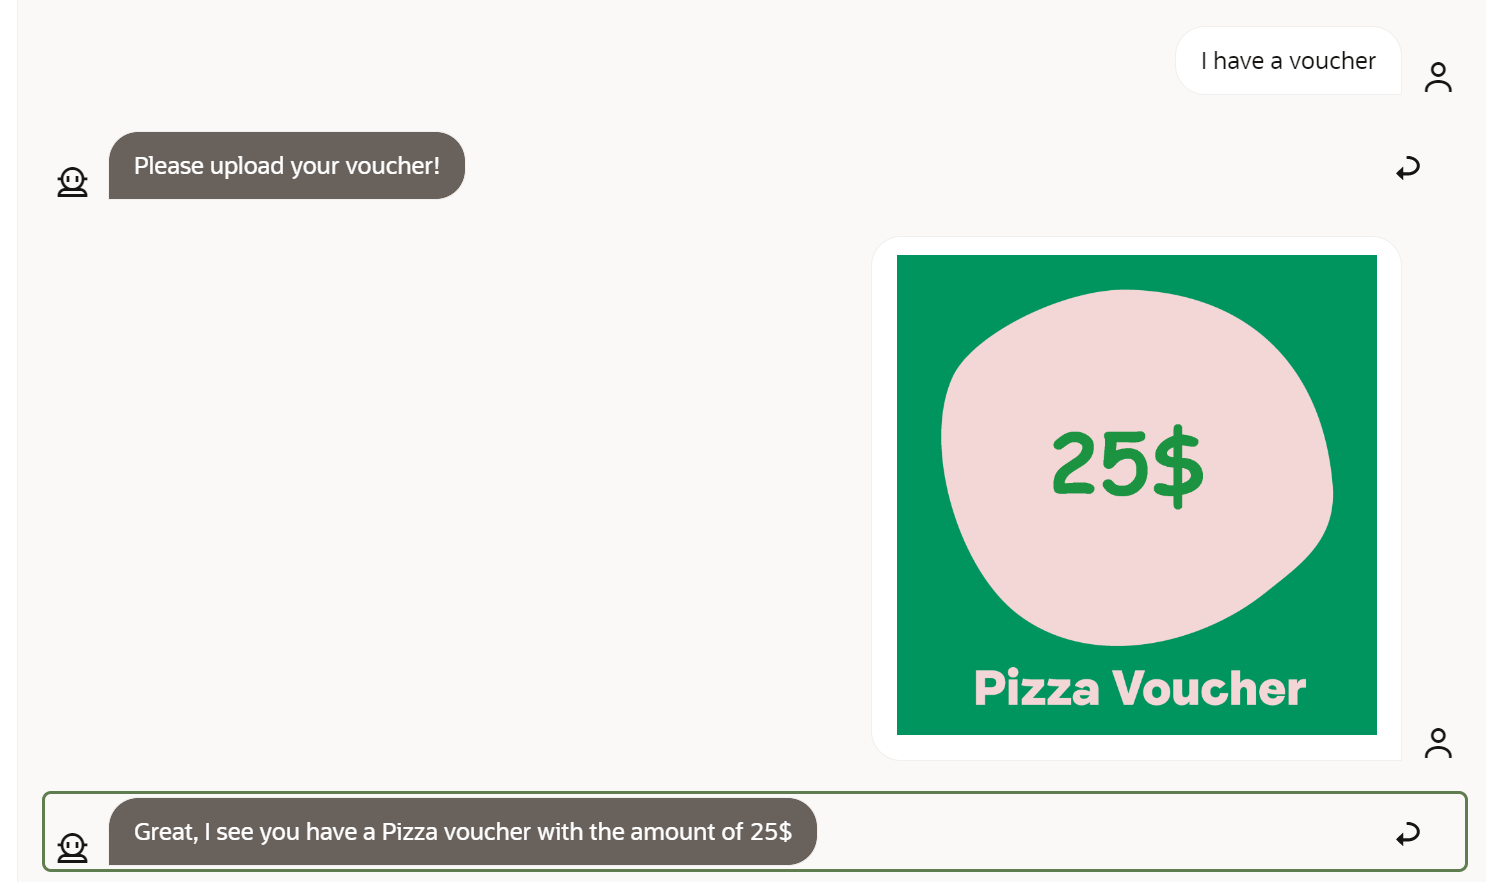 I have a voucher
Please upload your voucher!
25$
Pizza Voucher
Great, I see you have a Pizza voucher with the amount of 25$